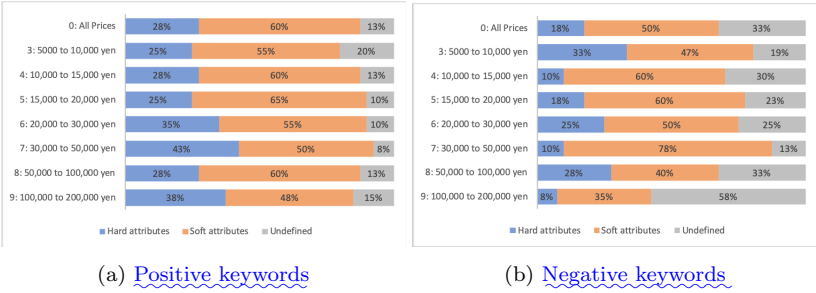 0: All Prices 28% 60% 13%
3: 5000 to 10,000 yen 25% 55% 20%
4: 10,000 to 15,000 yen 28% 60% 13%
5: 15,000 to 20,000 yen 25% 65% 10%
6: 20,000 to 30,000 yen 35% 55% 10%
7: 30,000 to 50,000 yen 43% 50% 8%
8: 50,000 to 100,000 yen 28% 60% 13%
9: 100,000 to 200,000 yen 38% 48% 15%
Hard attributes Soft attributes Undefined
(a) Positive keywords
0: All Prices 18% 50% 33%
3: 5000 to 10,000 yen 33% 47% 19%
4: 10,000 to 15,000 yen 10% 60% 30%
5: 15,000 to 20,000 yen 18% 60% 23%
6: 20,000 to 30,000 yen 25% 50% 25%
7: 30,000 to 50,000 yen 10% 78% 13%
8: 50,000 to 100,000 yen 28% 40% 33%
9: 100,000 to 200,000 yen 8% 35% 58%
Hard attributes Soft attributes Undefined
(b) Negative keywords